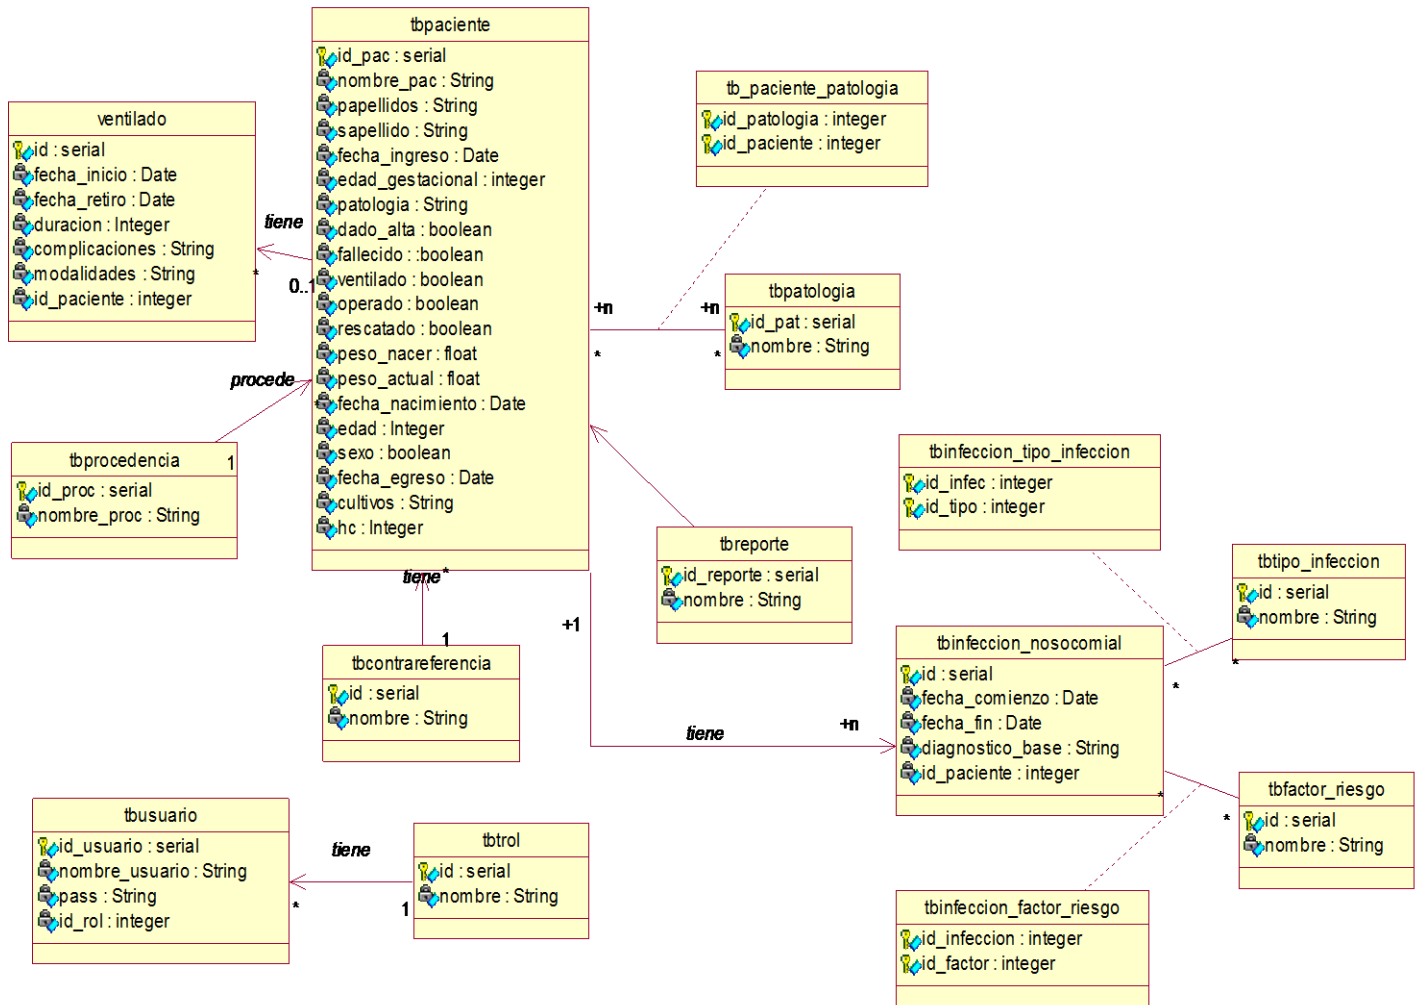 tbpaciente
id_pac : serial
nombre_pac : String
papellidos : String
sapellido : String
fecha_ingreso : Date
edad_gestacional : integer
patologia : String
dado_alta : boolean
fallecido : :boolean
ventilado : boolean
operado : boolean
rescatado : boolean
peso_nacer : float
peso_actual : float
fecha_nacimiento : Date
edad : Integer
sexo : boolean
fecha_egreso : Date
cultivos : String
hc : Integer
ventilado
id : serial
fecha_inicio : Date
fecha_retiro : Date
duracion : Integer
complicaciones : String
modalidades : String
id_paciente : integer
tiene
*
0..1
tb_paciente_patologia
id_patologia : integer
id_paciente : integer
+n
+n
*
*
tbpatologia
id_pat : serial
nombre : String
procede
*
1
tbprocedencia
id_proc : serial
nombre_proc : String
tbreporte
id_reporte : serial
nombre : String
tiene
*
1
tbcontrareferencia
id : serial
nombre : String
+1
tiene
+n
tbinfeccion_tipo_infeccion
id_infec : integer
id_tipo : integer
tbtipo_infeccion
id : serial
nombre : String
*
*
tbinfeccion_nosocomial
id : serial
fecha_comienzo : Date
fecha_fin : Date
diagnostico_base : String
id_paciente : integer
*
*
tbfactor_riesgo
id : serial
nombre : String
tbinfeccion_factor_riesgo
id_infeccion : integer
id_factor : integer
tbusuario
id_usuario : serial
nombre_usuario : String
pass : String
id_rol : integer
tiene
*
1
tbtrol
id : serial
nombre : String